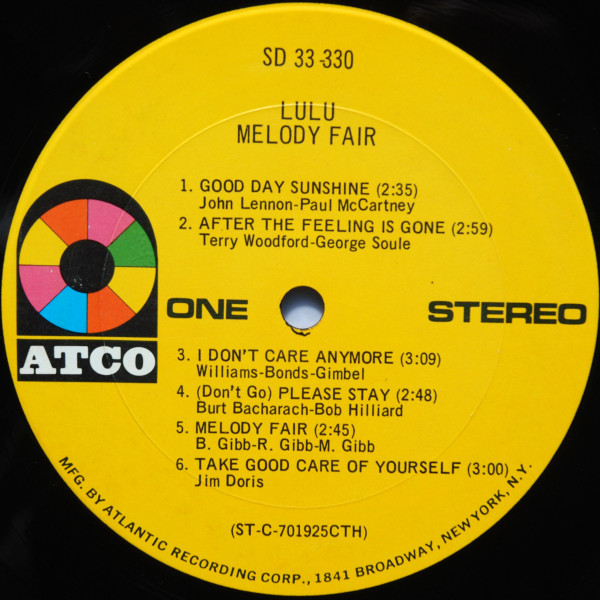 SD 33-330
LULU
MELODY FAIR
1. GOOD DAY SUNSHINE (2:35)
John Lennon-Paul McCartney
2. AFTER THE FEELING IS GONE (2:59)
Terry Woodford-George Soule
ONE
STEREO
ATCO
3. I DON'T CARE ANYMORE (3:09)
Williams-Bonds-Gimbel
4. (Don't Go) PLEASE STAY (2:48)
Burt Bacharach-Bob Hilliard
5. MELODY FAIR (2:45)
B. Gibb-R. Gibb-M. Gibb
6. TAKE GOOD CARE OF YOURSELF (3:00)
Jim Doris
(ST-C-701925CTH)
MFG. BY ATLANTIC RECORDING CORP., 1841 BROADWAY, NEW YORK, N.Y.